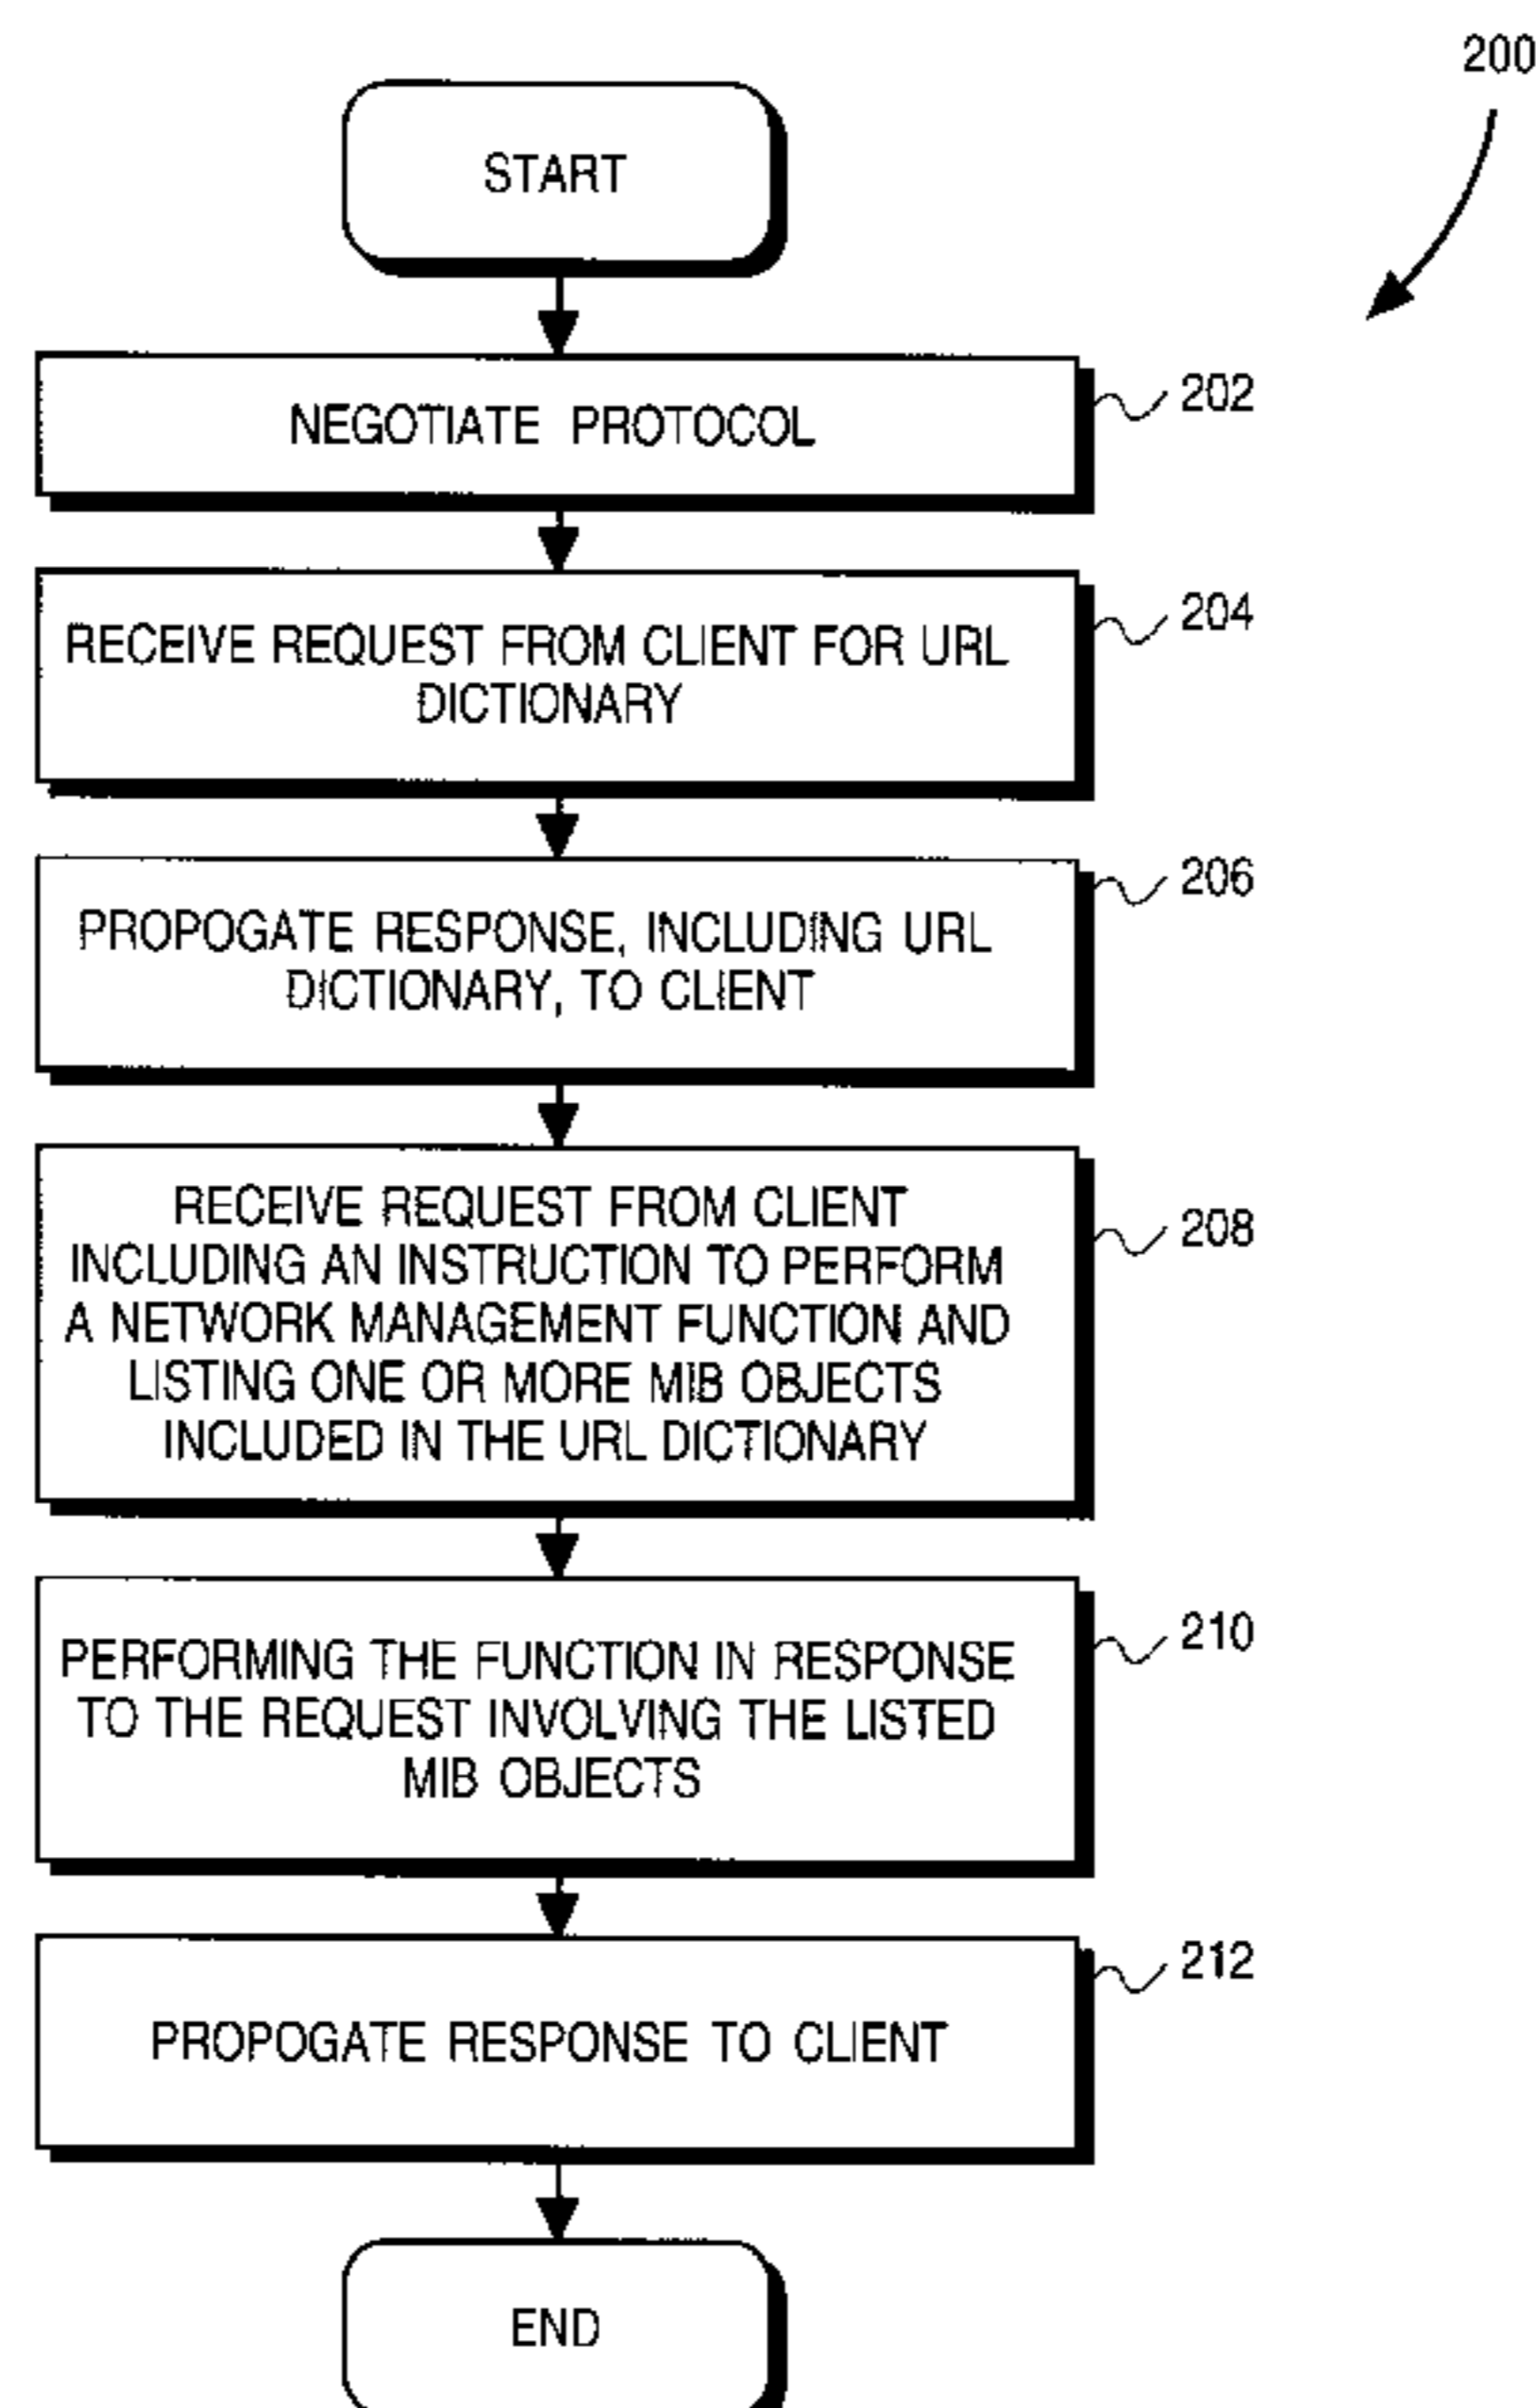 200
START
NEGOTIATE PROTOCOL
202
RECEIVE REQUEST FROM CLIENT FOR URL
DICTIONARY
204
PROPOGATE RESPONSE, INCLUDING URL
DICTIONARY, TO CLIENT
206
RECEIVE REQUEST FROM CLIENT
INCLUDING AN INSTRUCTION TO PERFORM
A NETWORK MANAGEMENT FUNCTION AND
LISTING ONE OR MORE MIB OBJECTS
INCLUDED IN THE URL DICTIONARY
208
PERFORMING THE FUNCTION IN RESPONSE
TO THE REQUEST INVOLVING THE LISTED
MIB OBJECTS
210
PROPOGATE RESPONSE TO CLIENT
212
END